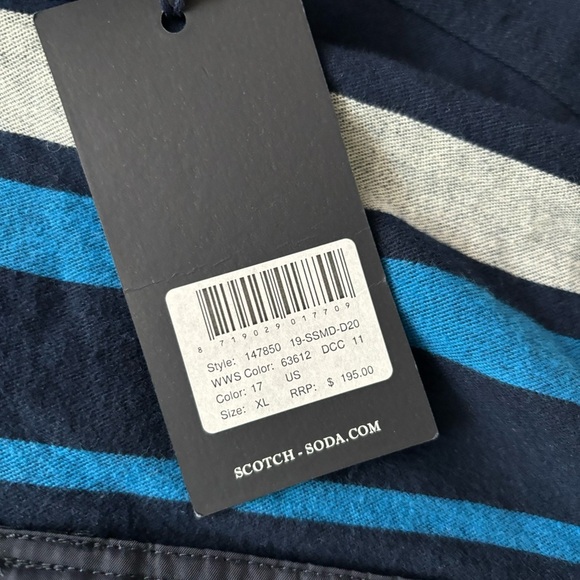 8 719029 017709
Style: 147850 19-SSMD-D20
WWS Color: 63612 DCC 11
Color: 17 US
Size: XL RRP: $ 195.00
SCOTCH - SODA.COM